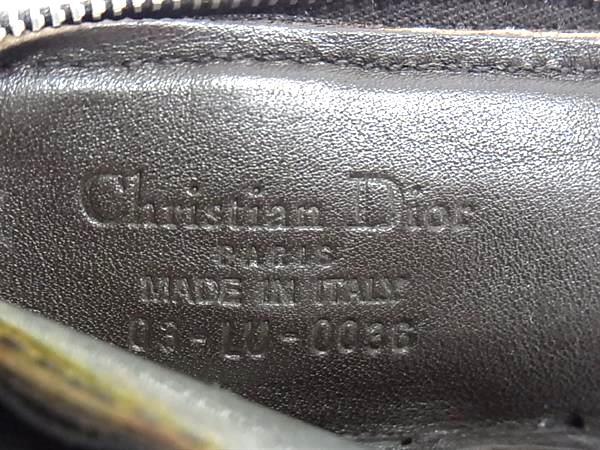 Christian Dior
PARIS
MADE IN ITALY
03-LU-0036